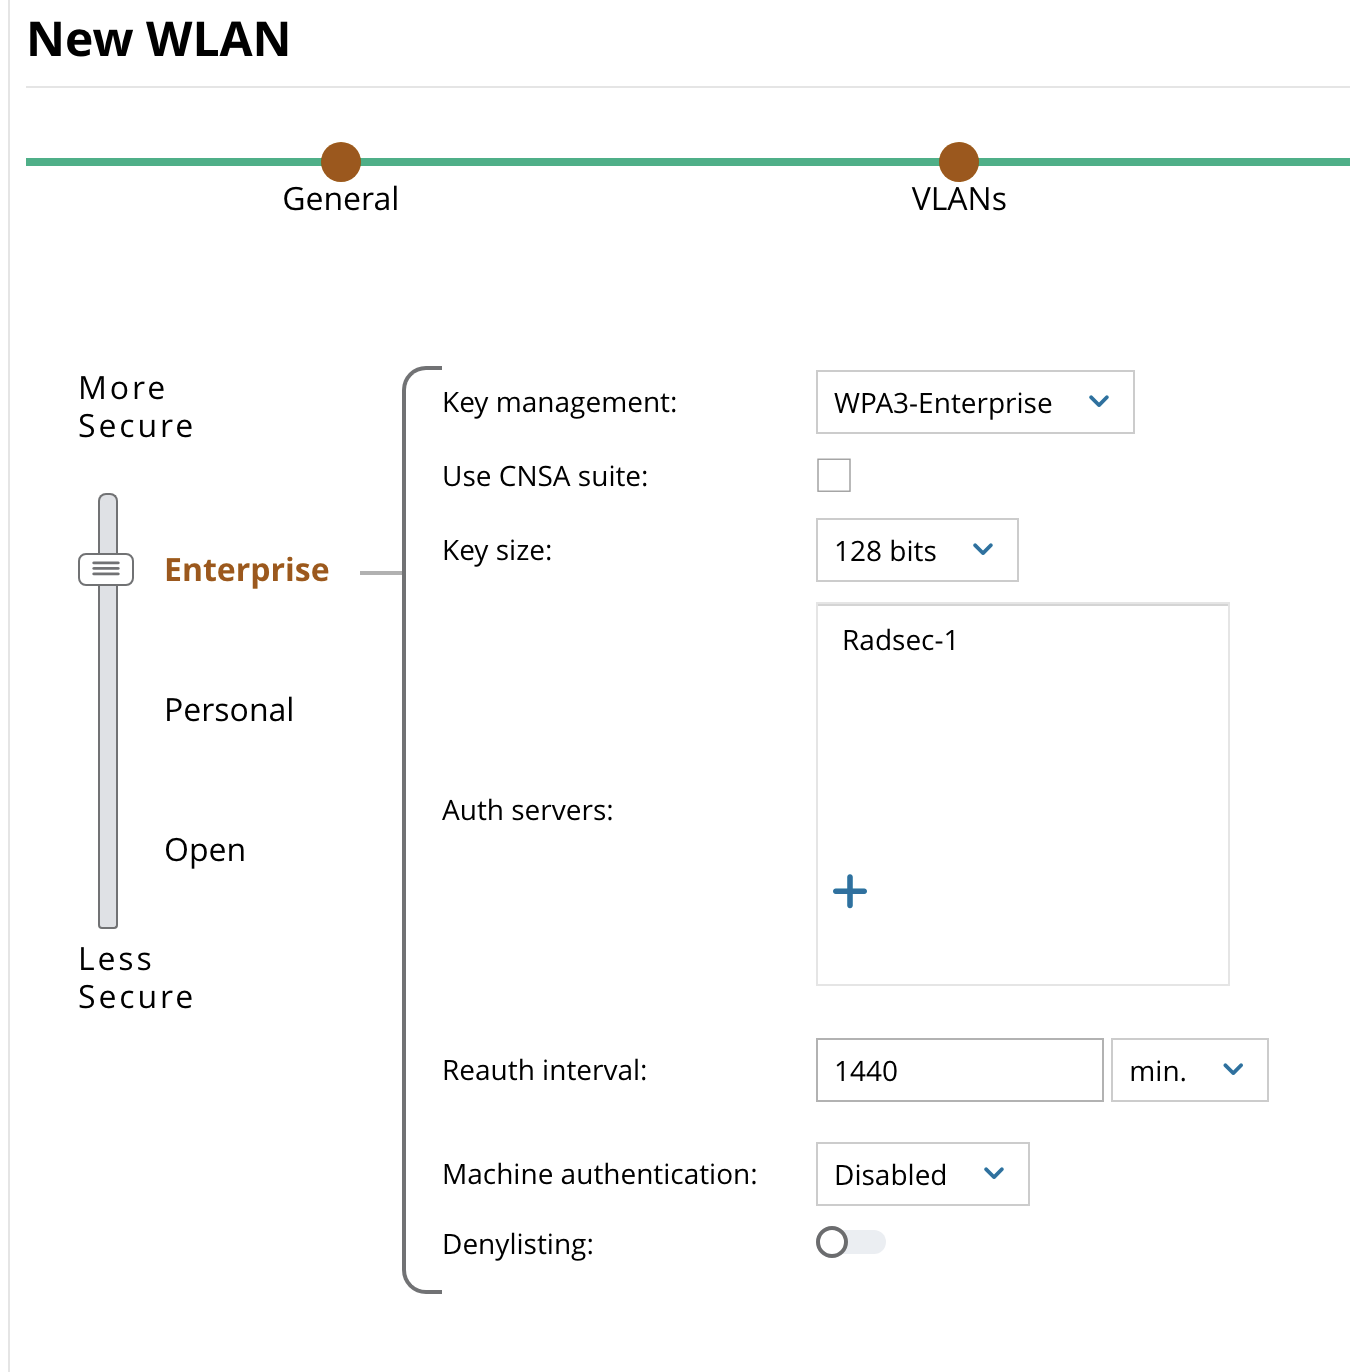 New WLAN
General
VLANs
More
Secure
Enterprise
Personal
Open
Less
Secure
Key management: WPA3-Enterprise
Use CNSA suite:
Key size: 128 bits
Radsec-1
Auth servers:
Reauth interval: 1440 min.
Machine authentication: Disabled
Denylisting: